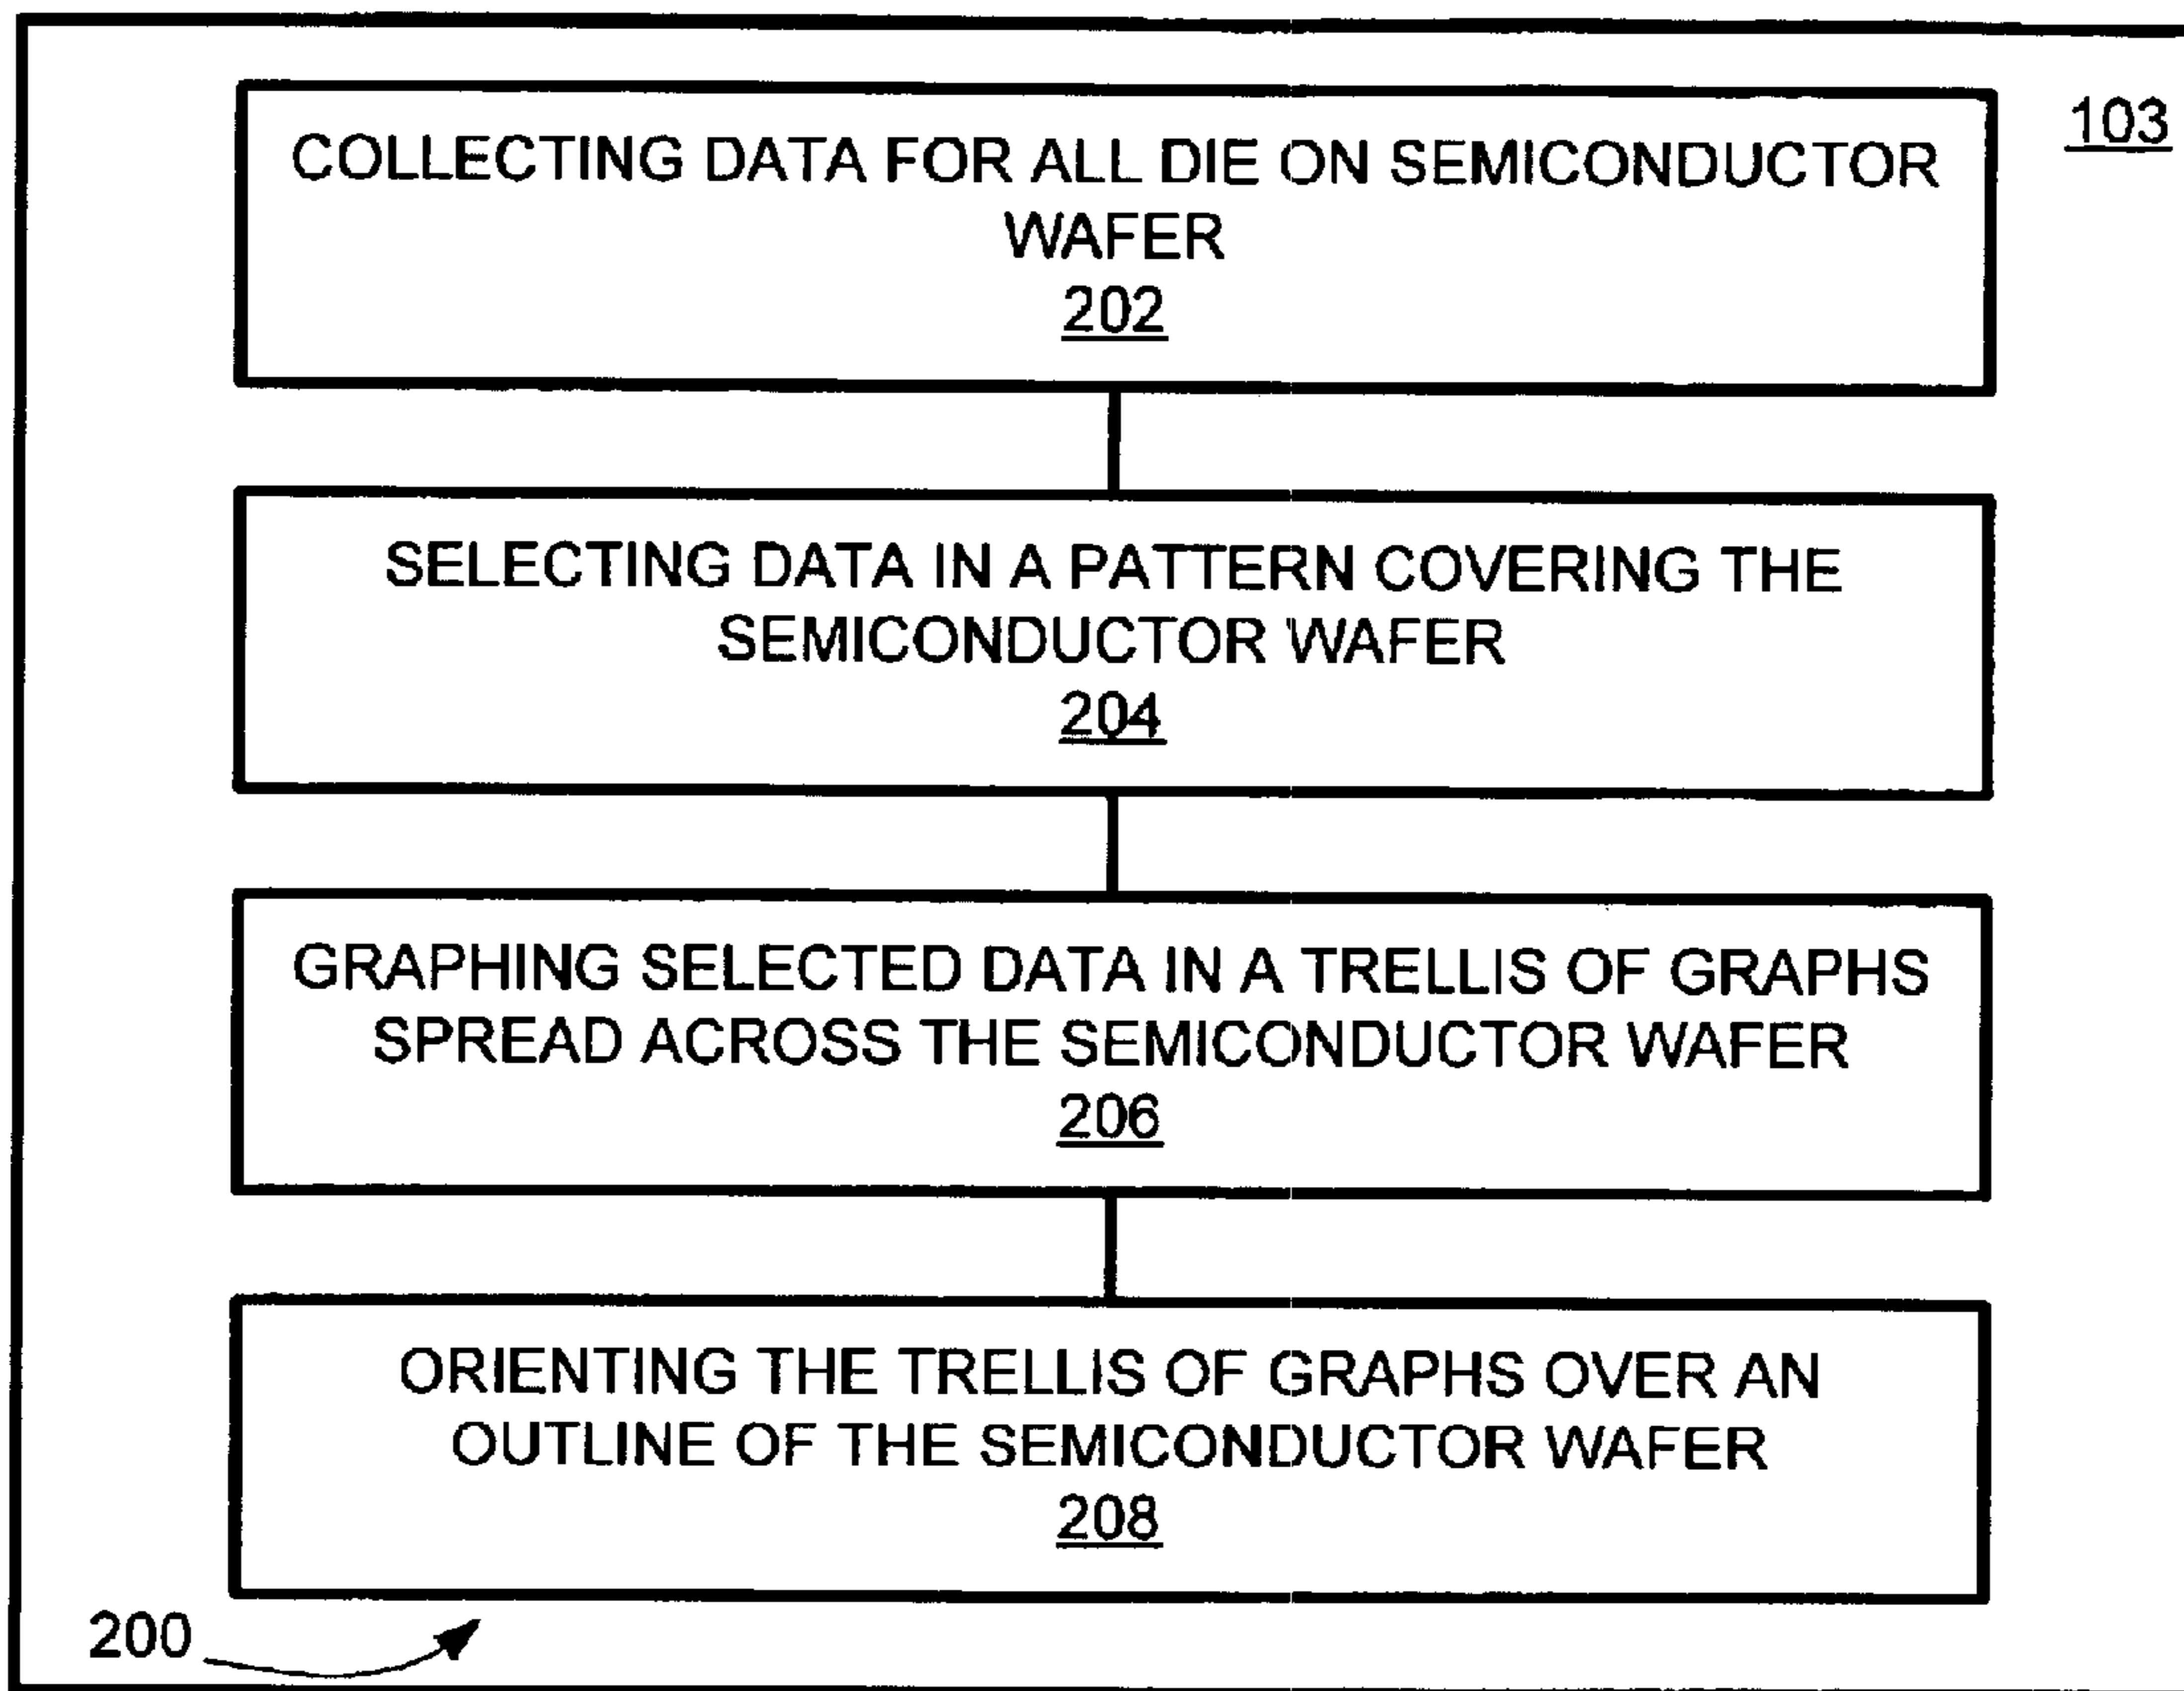 103
COLLECTING DATA FOR ALL DIE ON SEMICONDUCTOR
WAFER
202
SELECTING DATA IN A PATTERN COVERING THE
SEMICONDUCTOR WAFER
204
GRAPHING SELECTED DATA IN A TRELLIS OF GRAPHS
SPREAD ACROSS THE SEMICONDUCTOR WAFER
206
ORIENTING THE TRELLIS OF GRAPHS OVER AN
OUTLINE OF THE SEMICONDUCTOR WAFER
208
200